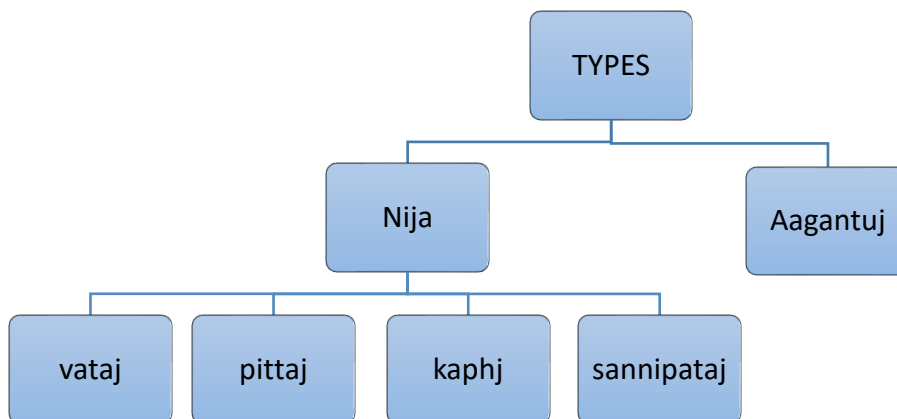 TYPES
Nija
Aagantuj
vataj
pittaj
kaphj
sannipataj